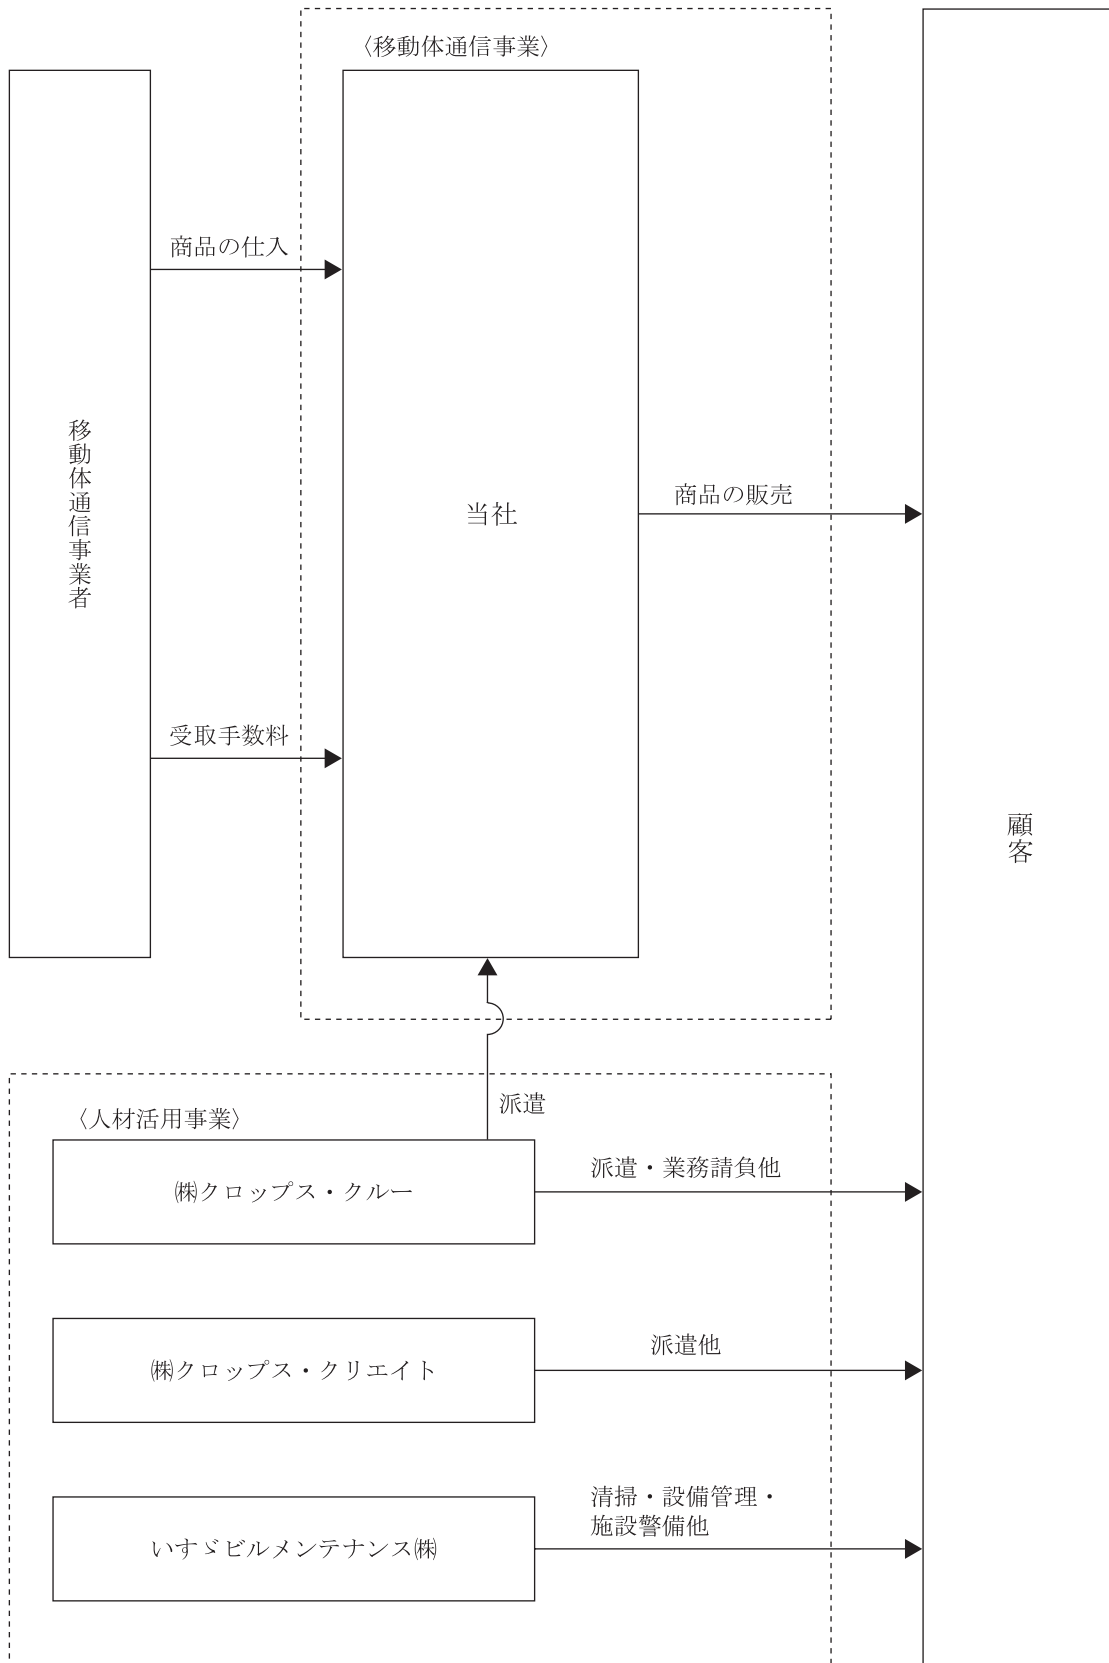 〈移動体通信事業〉
商品の仕入
移動体通信事業者
当社
商品の販売
受取手数料
顧客
派遣
〈人材活用事業〉
㈱クロップス・クルー
派遣・業務請負他
㈱クロップス・クリエイト
派遣他
いすゞビルメンテナンス㈱
清掃・設備管理・
施設警備他